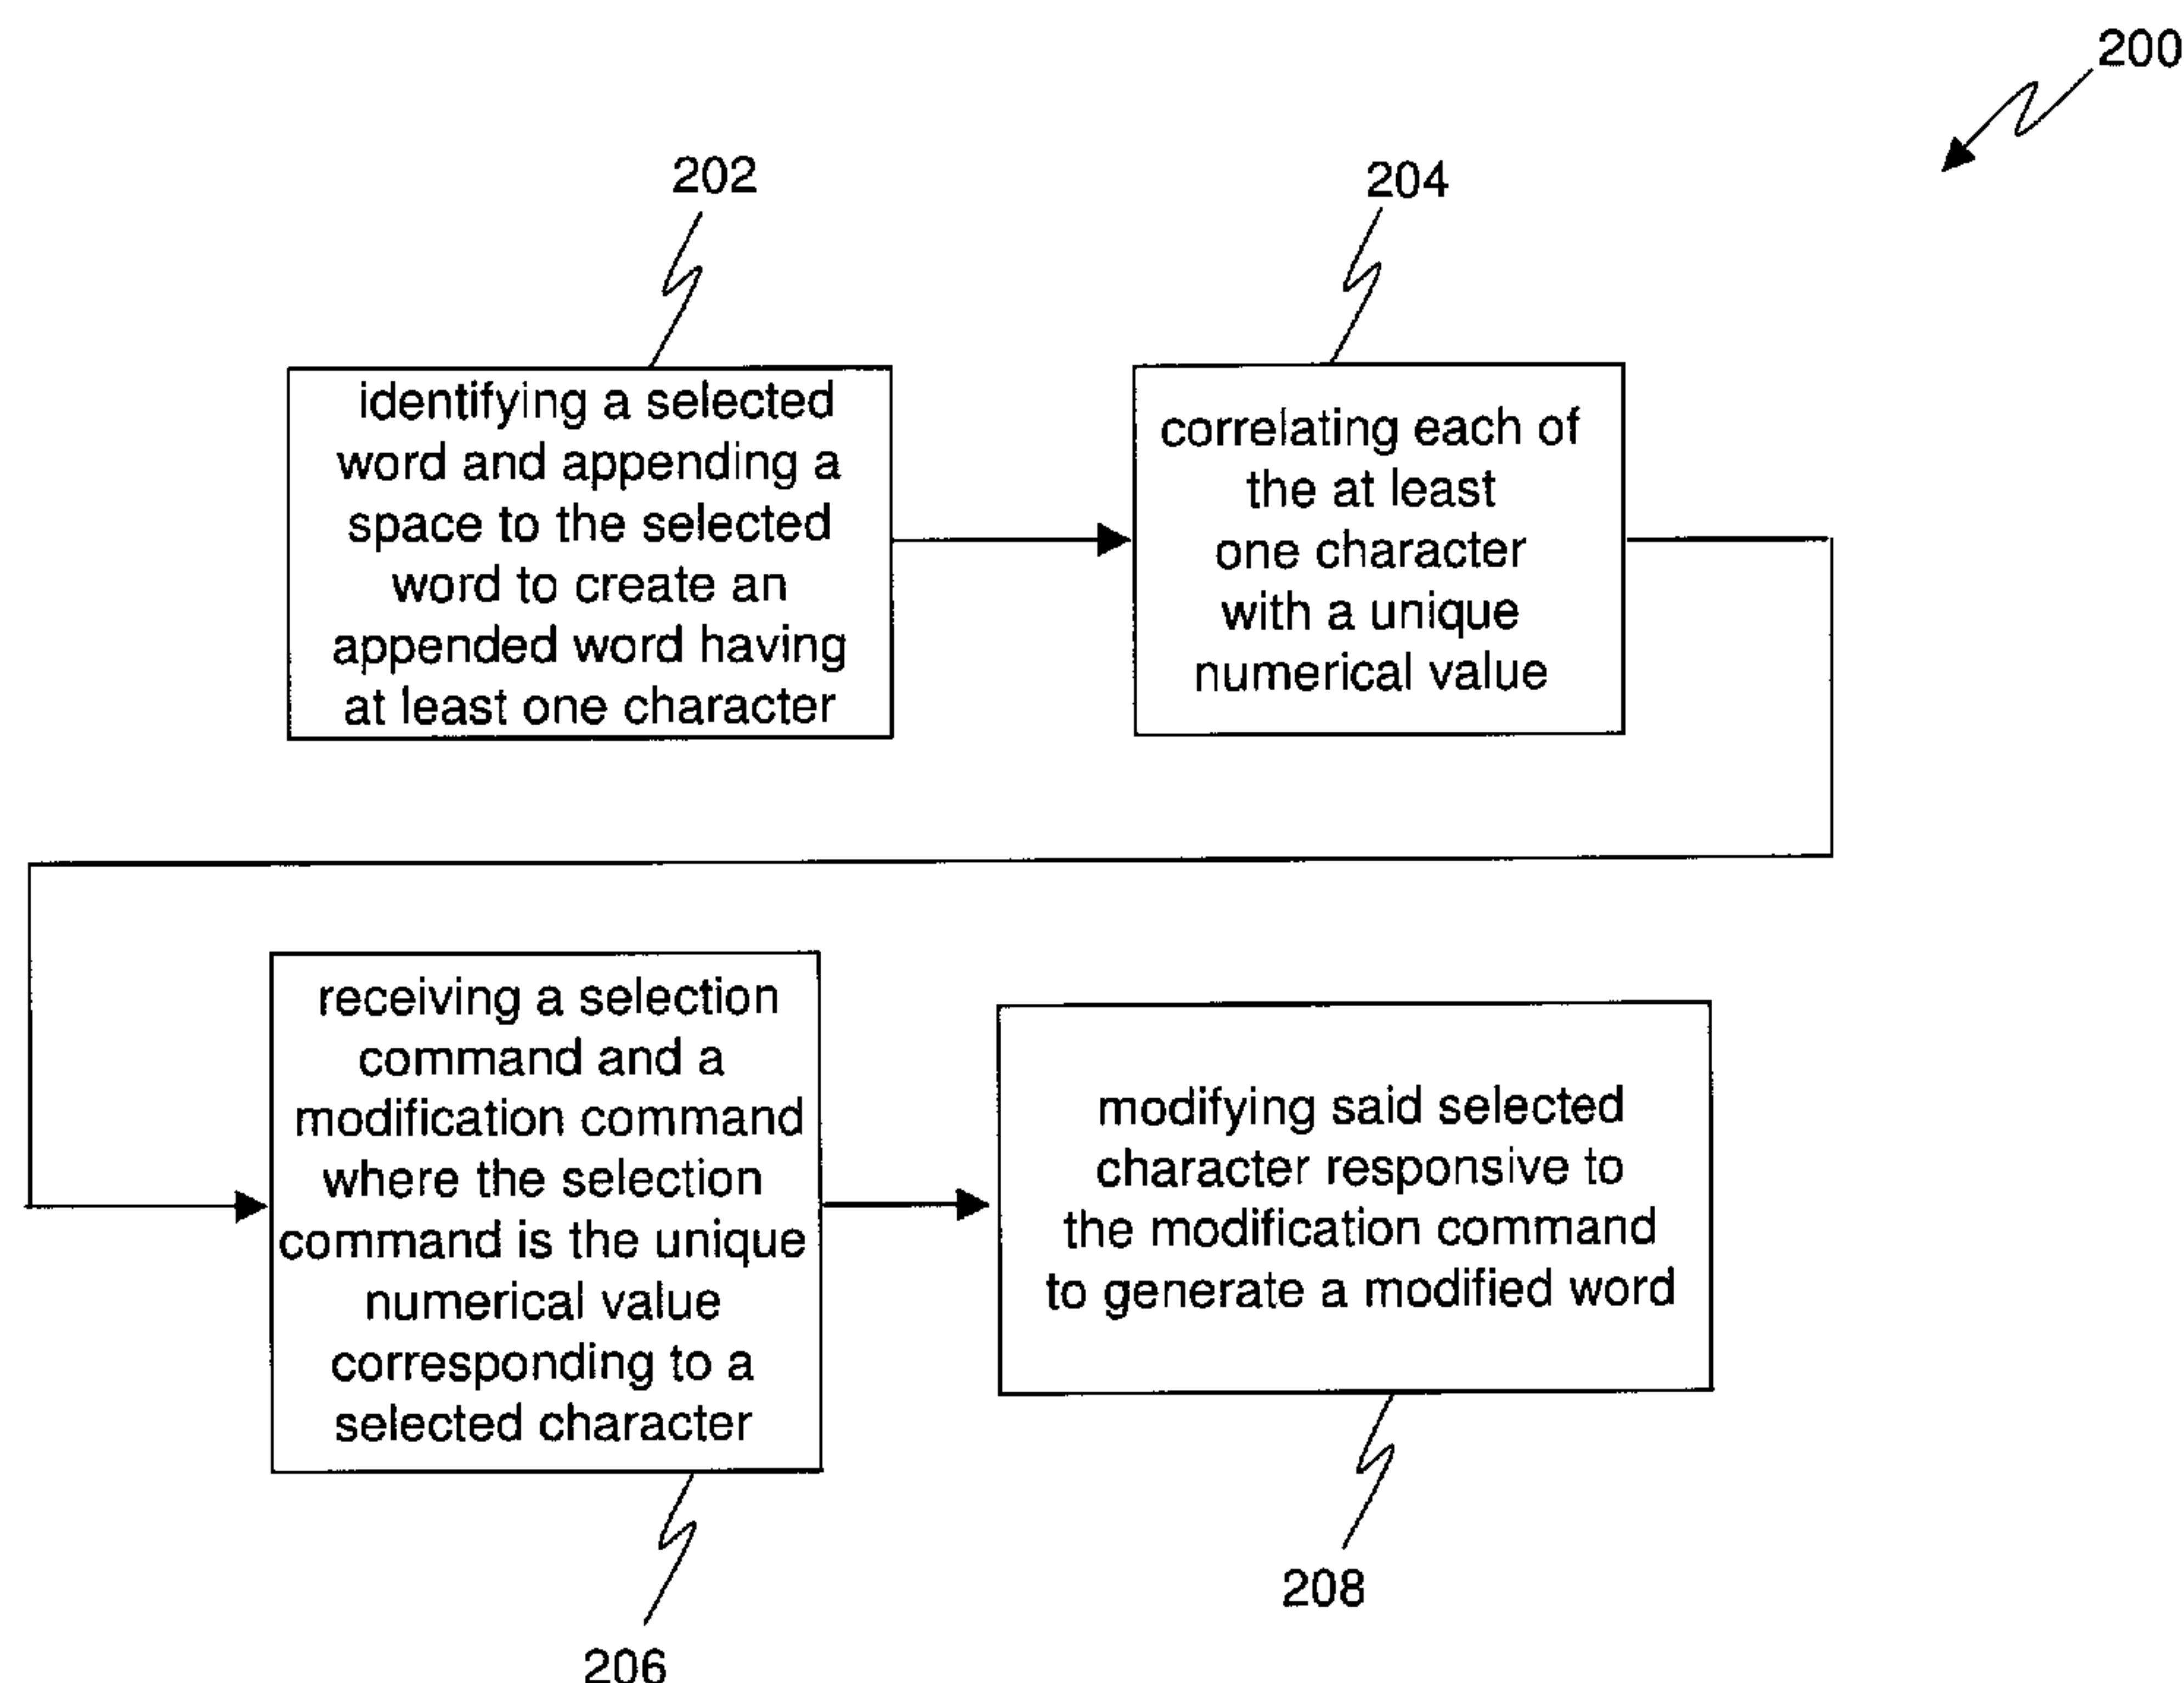 200
202
204
identifying a selected
word and appending a
space to the selected
word to create an
appended word having
at least one character
correlating each of
the at least
one character
with a unique
numerical value
receiving a selection
command and a
modification command
where the selection
command is the unique
numerical value
corresponding to a
selected character
modifying said selected
character responsive to
the modification command
to generate a modified word
208
206